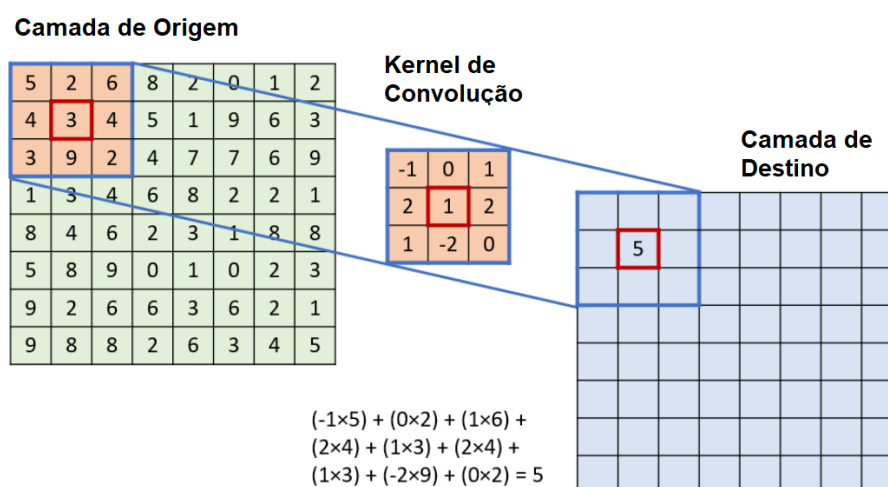 Camada de Origem
5 2 6 8 2 0 1 2
4 3 4 5 1 9 6 3
3 9 2 4 7 7 6 9
1 3 4 6 8 2 2 1
8 4 6 2 3 1 8 8
5 8 9 0 1 0 2 3
9 2 6 6 3 6 2 1
9 8 8 2 6 3 4 5
Kernel de
Convolução
-1 0 1
2 1 2
1 -2 0
Camada de
Destino
5
(-1×5) + (0×2) + (1×6) +
(2×4) + (1×3) + (2×4) +
(1×3) + (-2×9) + (0×2) = 5